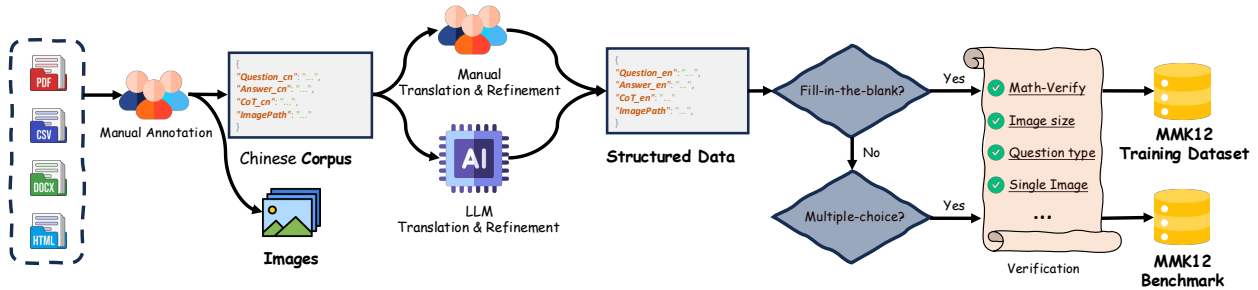 PDF
CSV
DOCX
HTML
Manual Annotation
{
"Question_cn": "...",
"Answer_cn": "...",
"CoT_cn": "...",
"ImagePath": "..."
}
Chinese Corpus
Images
Manual
Translation & Refinement
AI
LLM
Translation & Refinement
{
"Question_en": "...",
"Answer_en": "...",
"CoT_en": "...",
"ImagePath": "...",
}
Structured Data
Fill-in-the-blank?
Yes
No
Multiple-choice?
Yes
Math-Verify
Image size
Question type
Single Image
...
Verification
MMK12
Training Dataset
MMK12
Benchmark